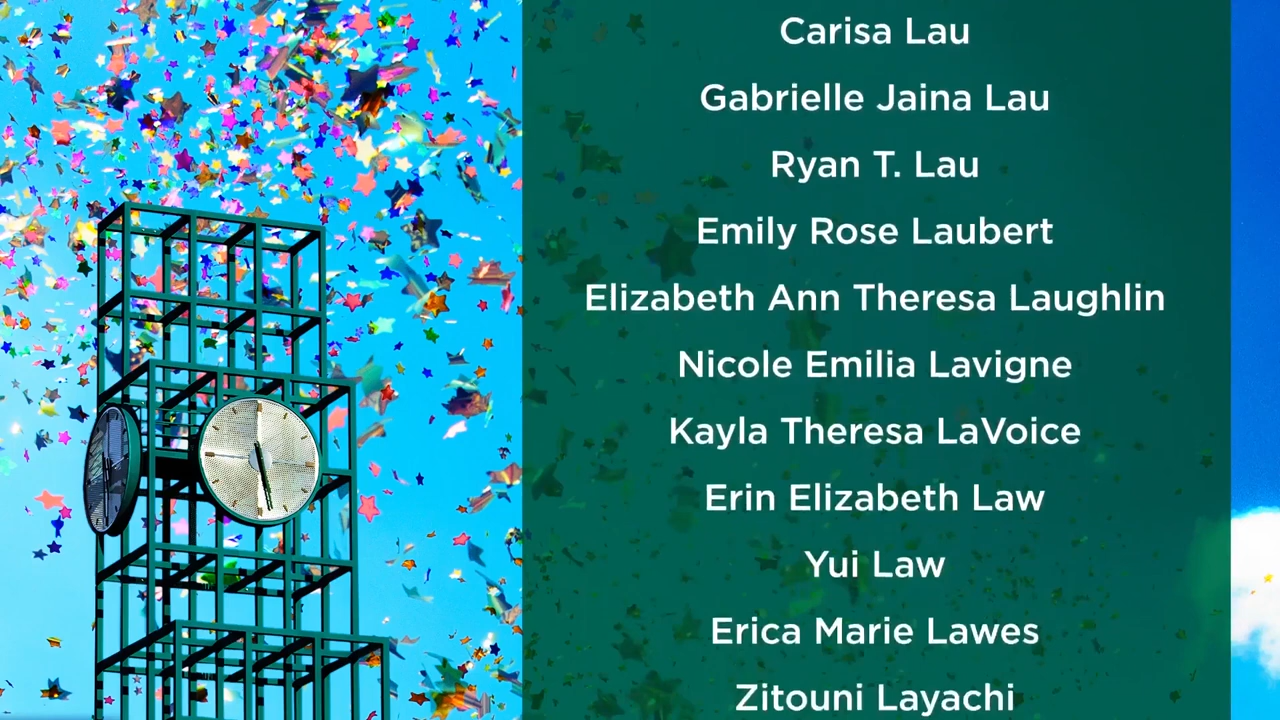 Carisa Lau
Gabrielle Jaina Lau
Ryan T. Lau
Emily Rose Laubert
Elizabeth Ann Theresa Laughlin
Nicole Emilia Lavigne
Kayla Theresa LaVoice
Erin Elizabeth Law
Yui Law
Erica Marie Lawes
Zitouni Layachi